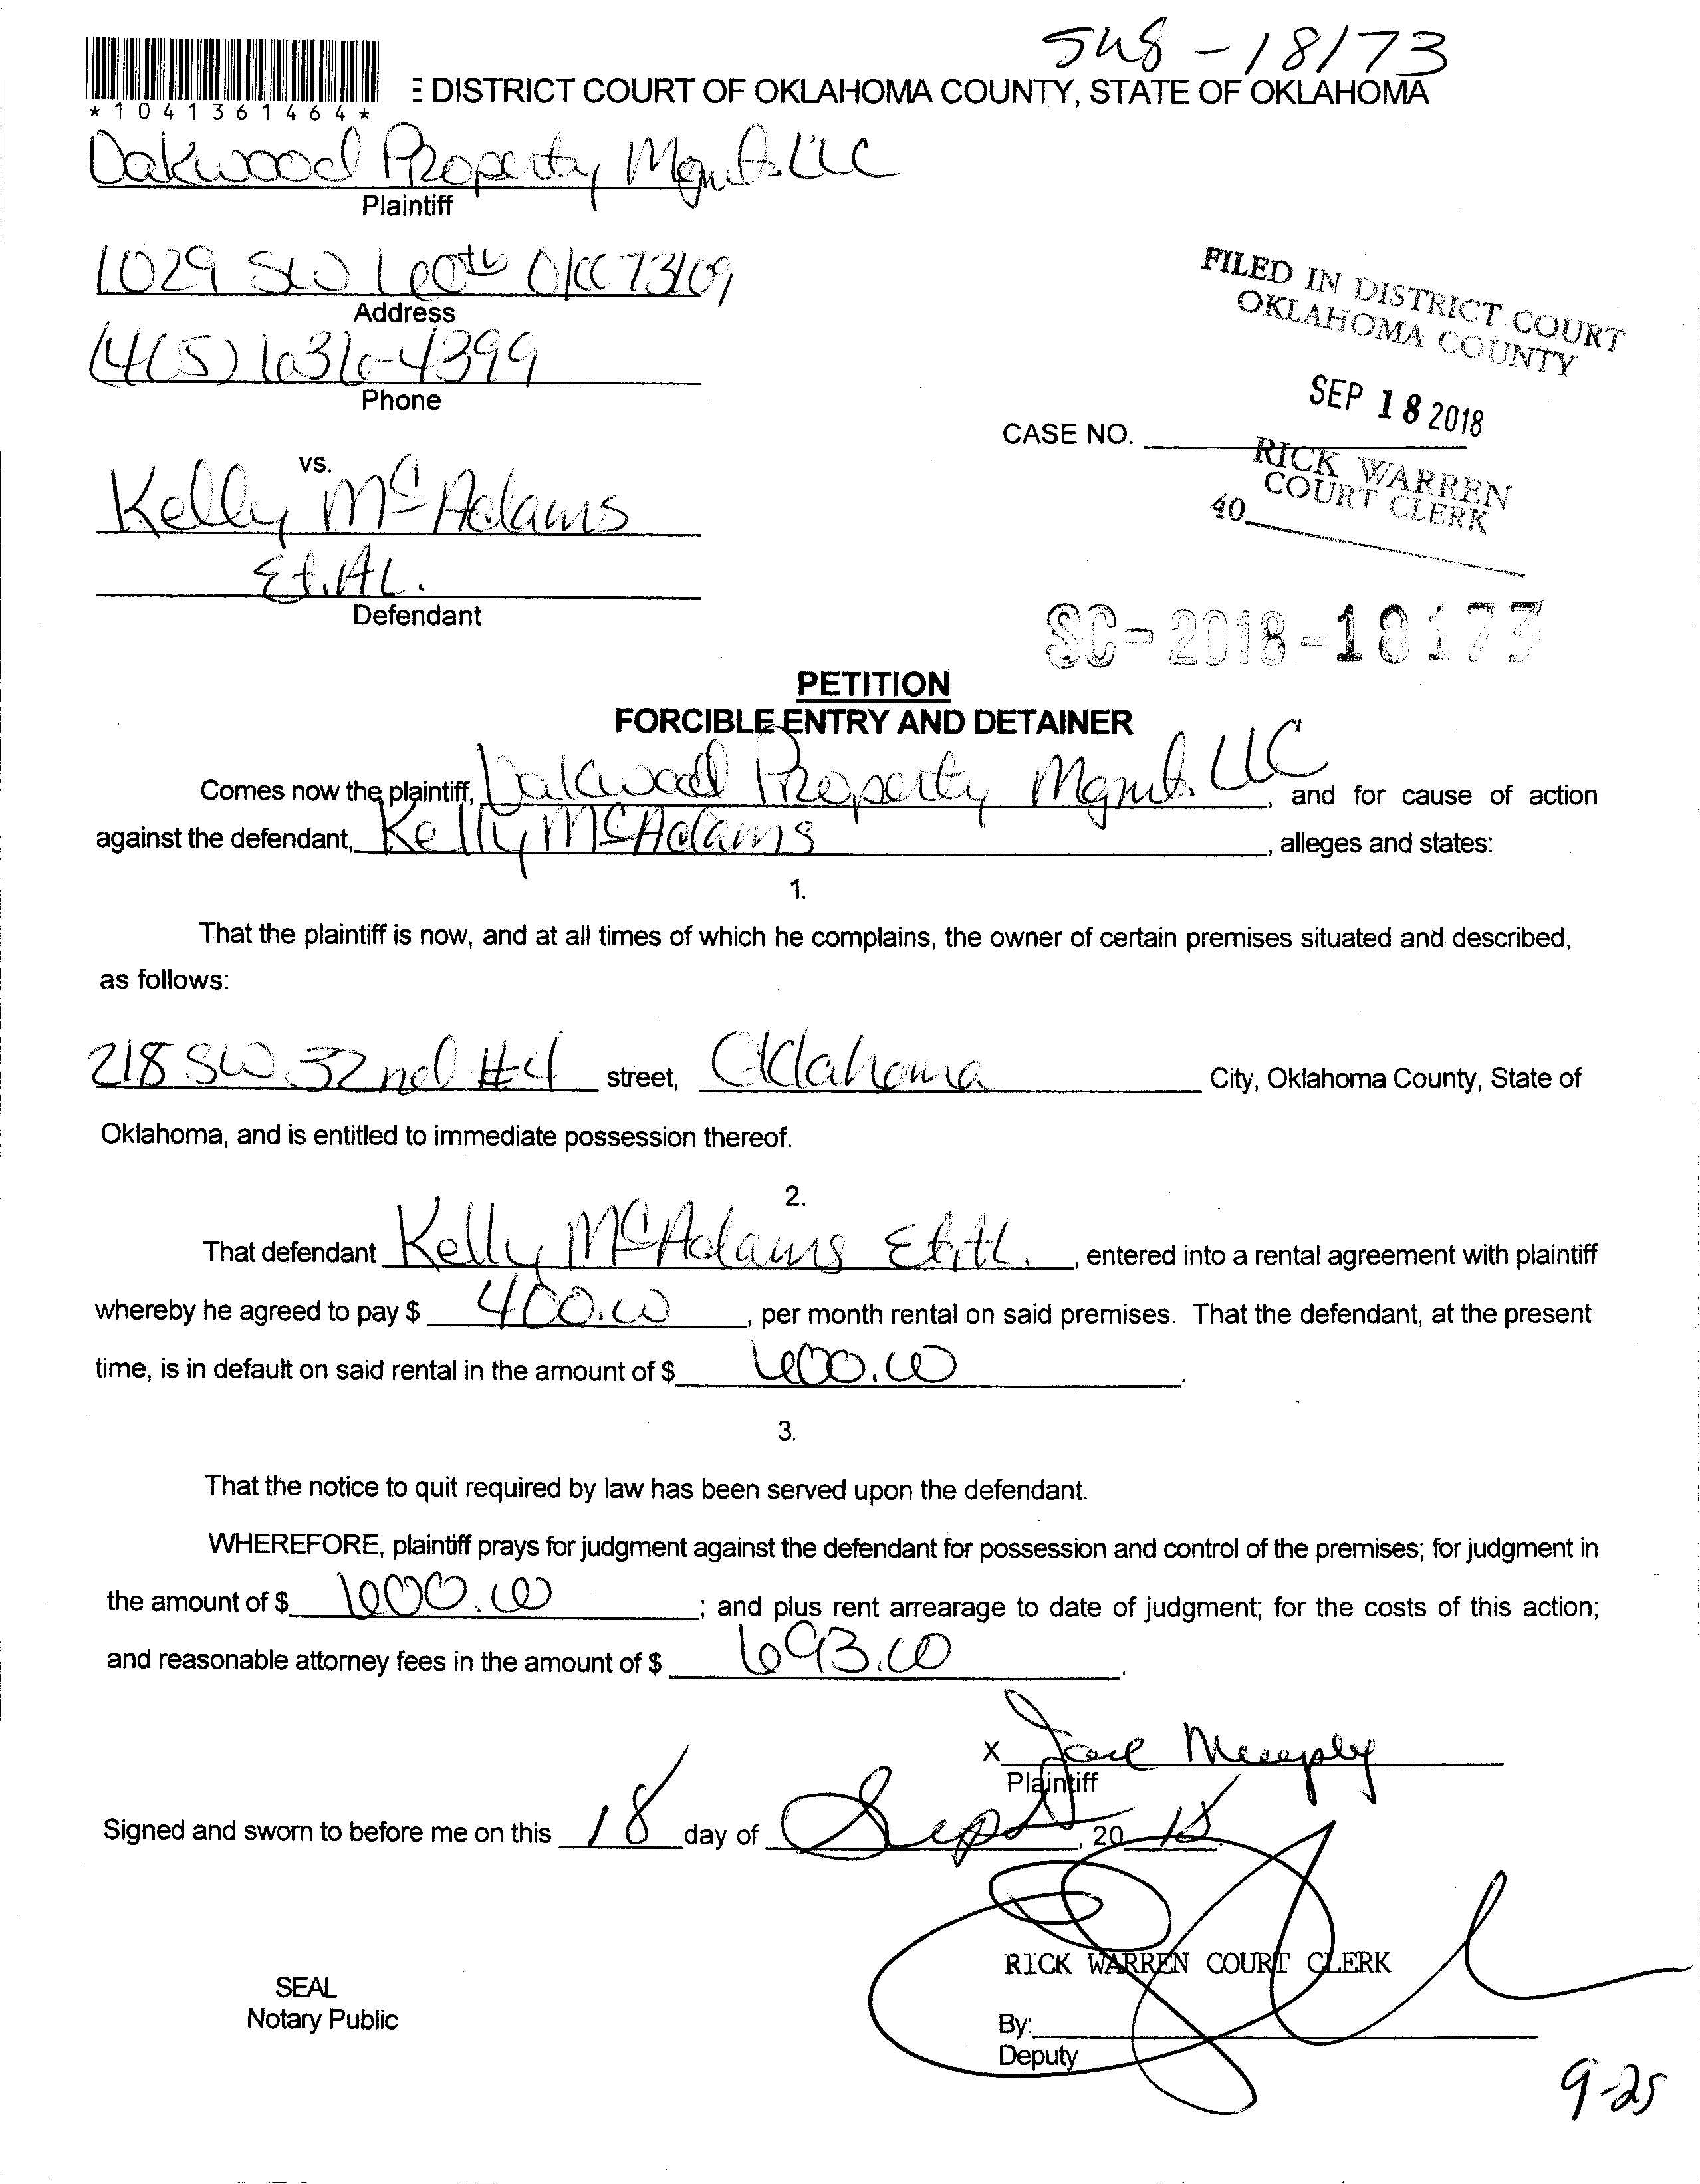 SW8-18173
*1041361464*
E DISTRICT COURT OF OKLAHOMA COUNTY, STATE OF OKLAHOMA
Oakwood Property Mgmt. LLC
Plaintiff
1029 SW 60th OKC 73109
Address
(405) 636-4399
Phone
FILED IN DISTRICT COURT
OKLAHOMA COUNTY
SEP 18 2018
CASE NO.
RICK WARREN
COURT CLERK
40
vs.
Kelly McAdams
Et. AL.
Defendant
SC-2018-18173
PETITION
FORCIBLE ENTRY AND DETAINER
Comes now the plaintiff, Oakwood Property Mgmt. LLC, and for cause of action
against the defendant, Kelly McAdams, alleges and states:
1.
That the plaintiff is now, and at all times of which he complains, the owner of certain premises situated and described,
as follows:
218 SW 32nd #4 street, Oklahoma City, Oklahoma County, State of
Oklahoma, and is entitled to immediate possession thereof.
2.
That defendant Kelly McAdams Et. AL., entered into a rental agreement with plaintiff
whereby he agreed to pay $ 400.00, per month rental on said premises. That the defendant, at the present
time, is in default on said rental in the amount of $ 600.00.
3.
That the notice to quit required by law has been served upon the defendant.
WHEREFORE, plaintiff prays for judgment against the defendant for possession and control of the premises; for judgment in
the amount of $ 600.00; and plus rent arrearage to date of judgment; for the costs of this action;
and reasonable attorney fees in the amount of $ 693.00.
X
Plaintiff
Signed and sworn to before me on this 18 day of Sept, 20 18.
RICK WARREN COURT CLERK
SEAL
Notary Public
By:
Deputy
9-25